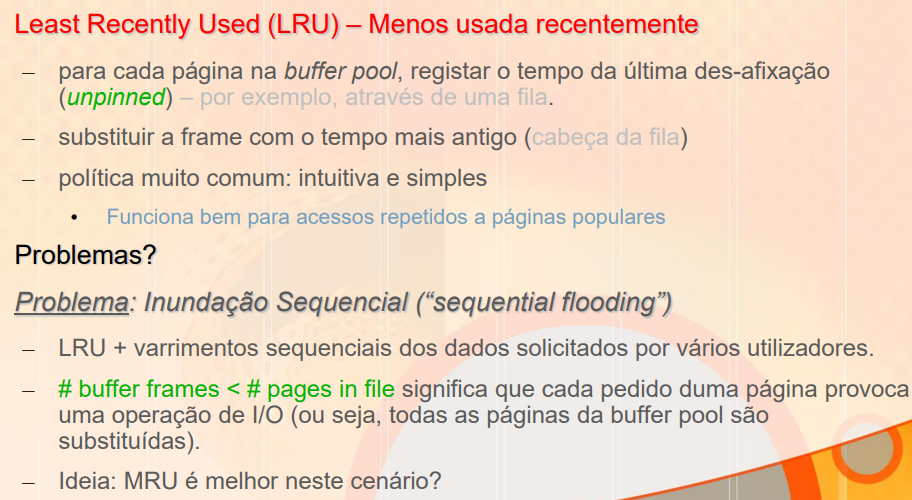 Least Recently Used (LRU) – Menos usada recentemente
– para cada página na buffer pool, registar o tempo da última des-afixação
(unpinned) – por exemplo, através de uma fila.
– substituir a frame com o tempo mais antigo (cabeça da fila)
– política muito comum: intuitiva e simples
• Funciona bem para acessos repetidos a páginas populares
Problemas?
Problema: Inundação Sequencial (“sequential flooding”)
– LRU + varrimentos sequenciais dos dados solicitados por vários utilizadores.
– # buffer frames < # pages in file significa que cada pedido duma página provoca
uma operação de I/O (ou seja, todas as páginas da buffer pool são
substituídas).
– Ideia: MRU é melhor neste cenário?